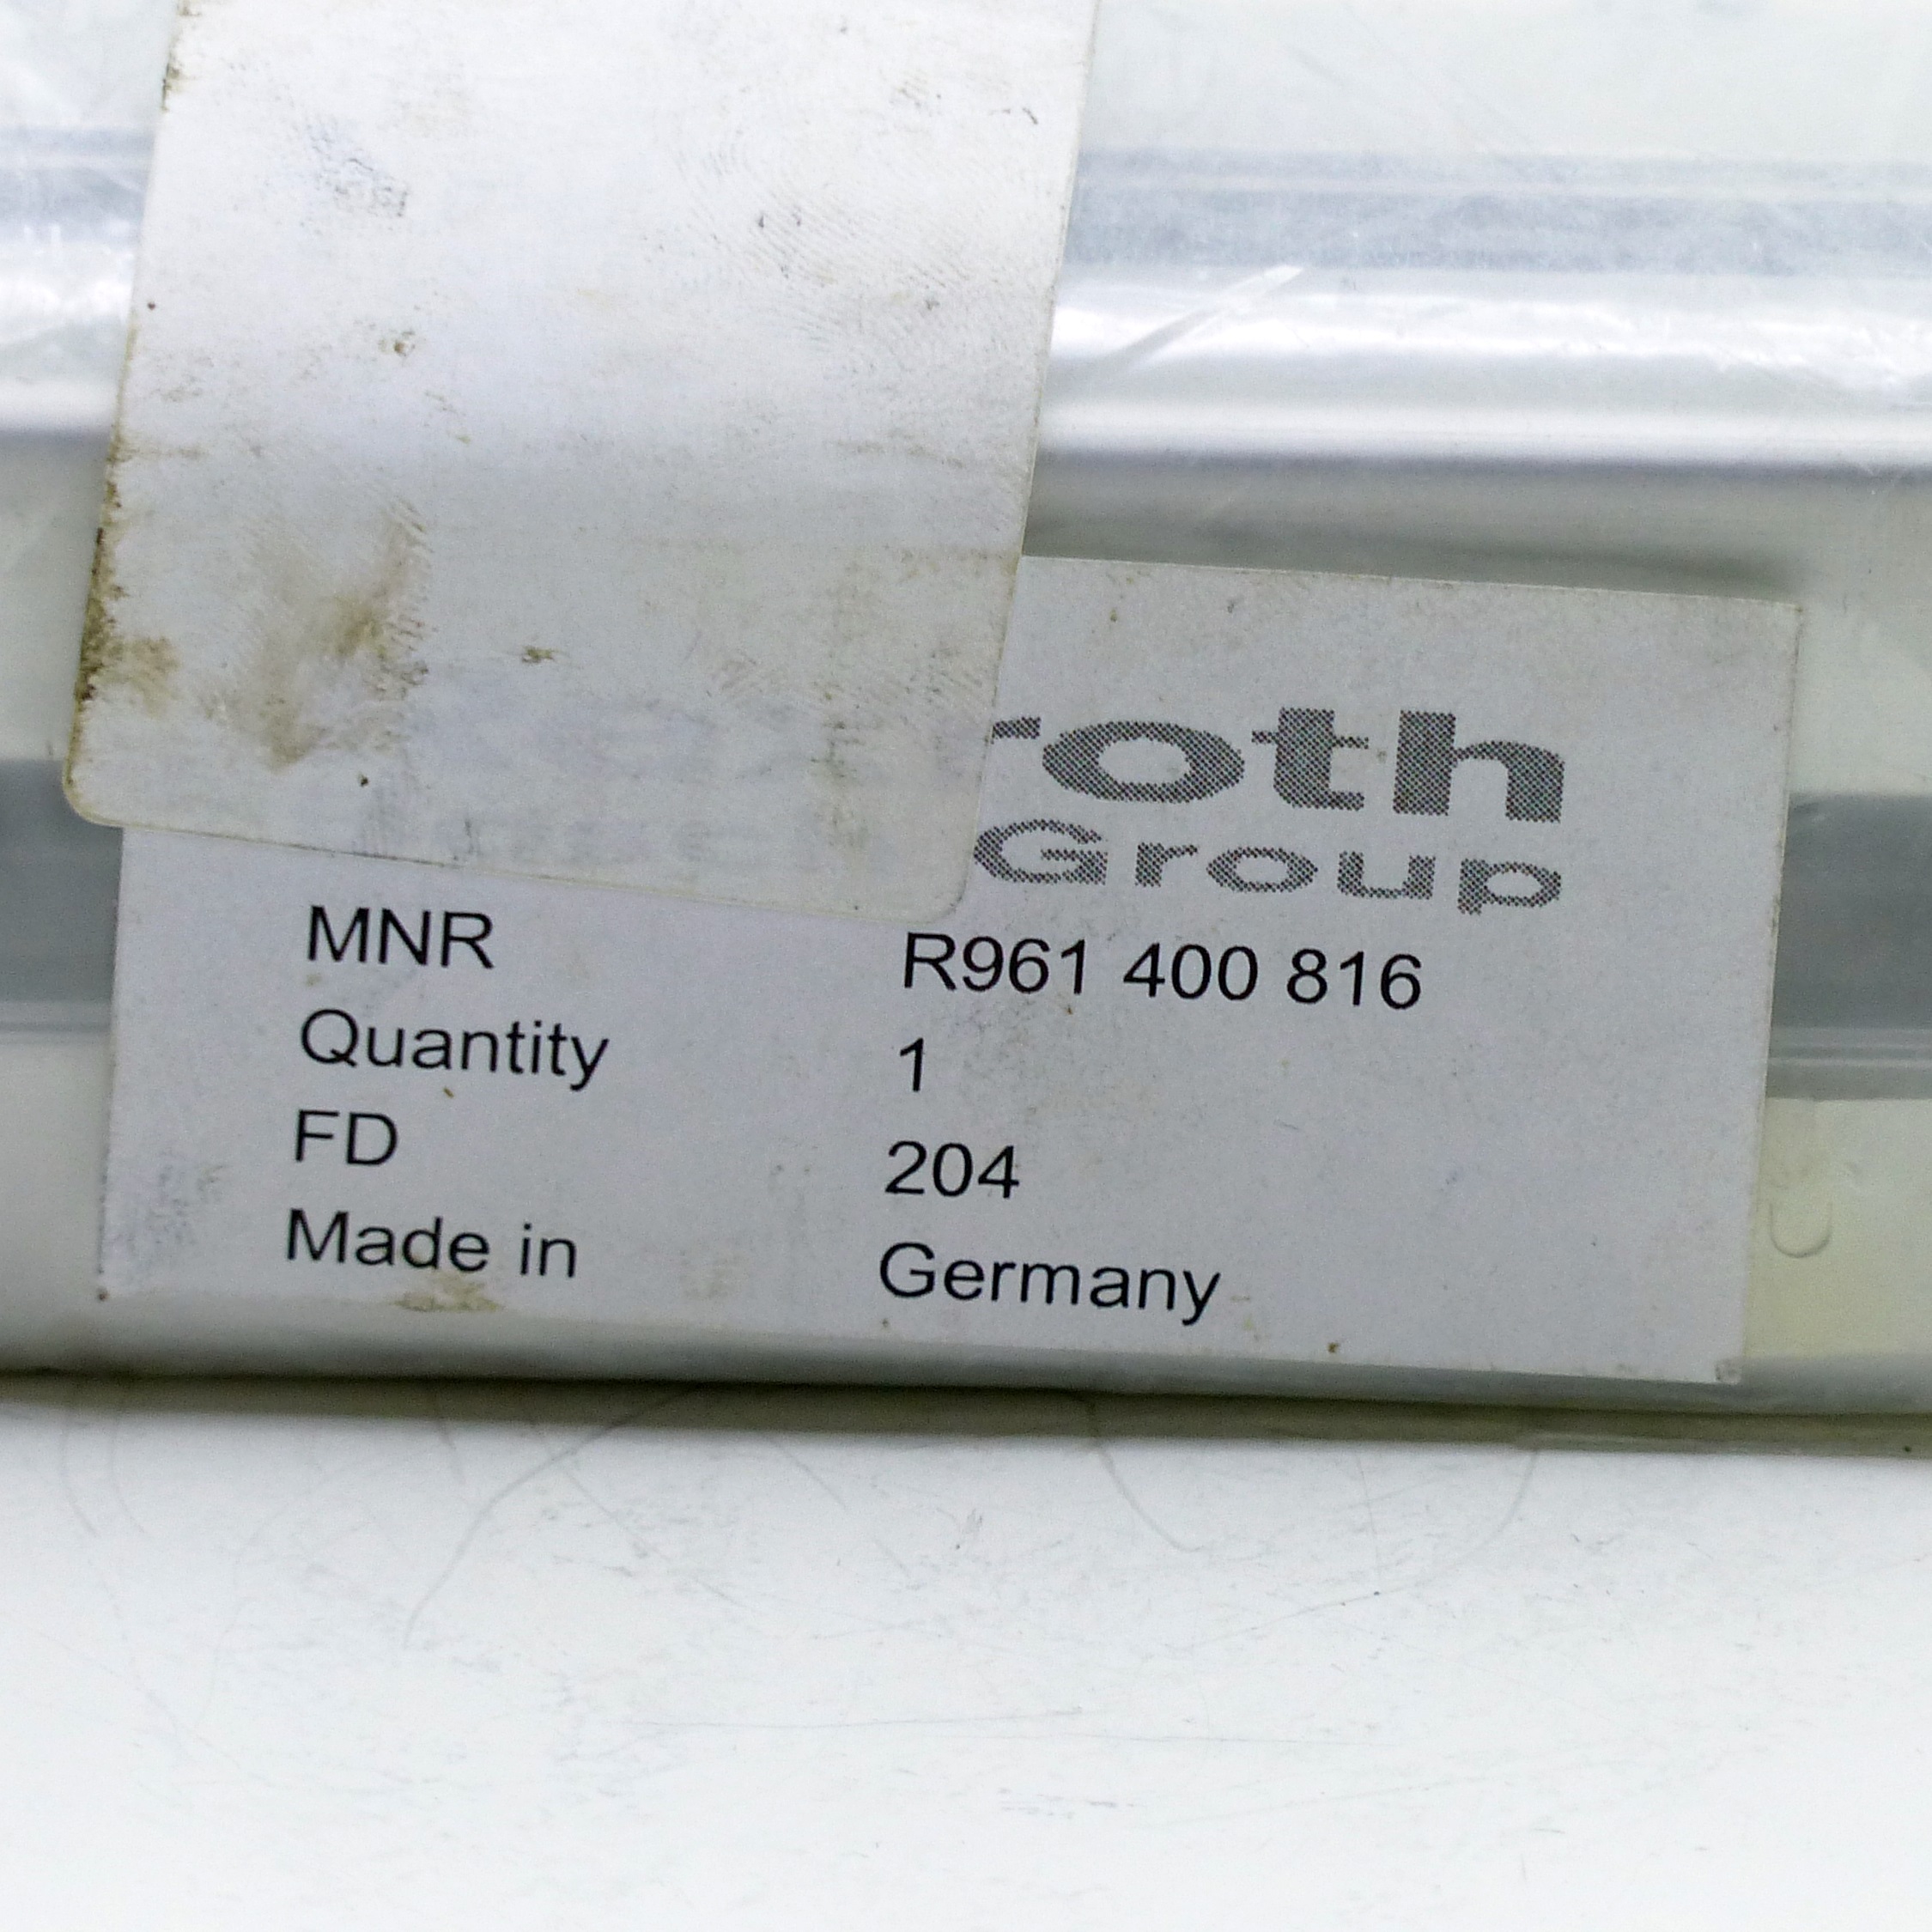 roth
Group
MNR R961 400 816
Quantity 1
FD 204
Made in Germany